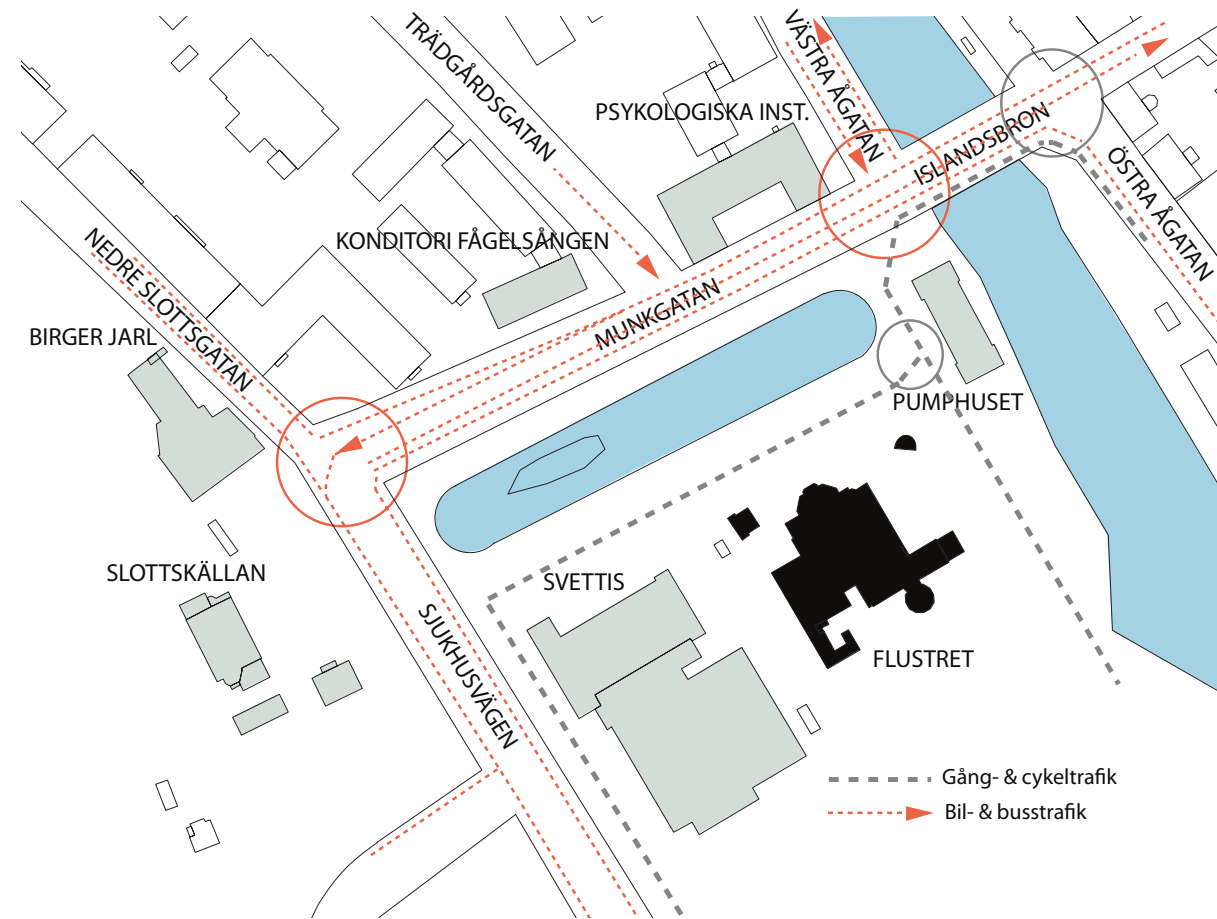 TRÄDGÅRDSGATAN
VÄSTRA ÅGATAN
PSYKOLOGISKA INST.
ISLANDSBRON
ÖSTRA ÅGATAN
NEDRE SLOTTSGATAN
KONDITORI FÅGELSÅNGEN
MUNKGATAN
BIRGER JARL
PUMPHUSET
SLOTTSKÄLLAN
SVETTIS
SJUKHUSVÄGEN
FLUSTRET
Gång- & cykeltrafik
Bil- & busstrafik